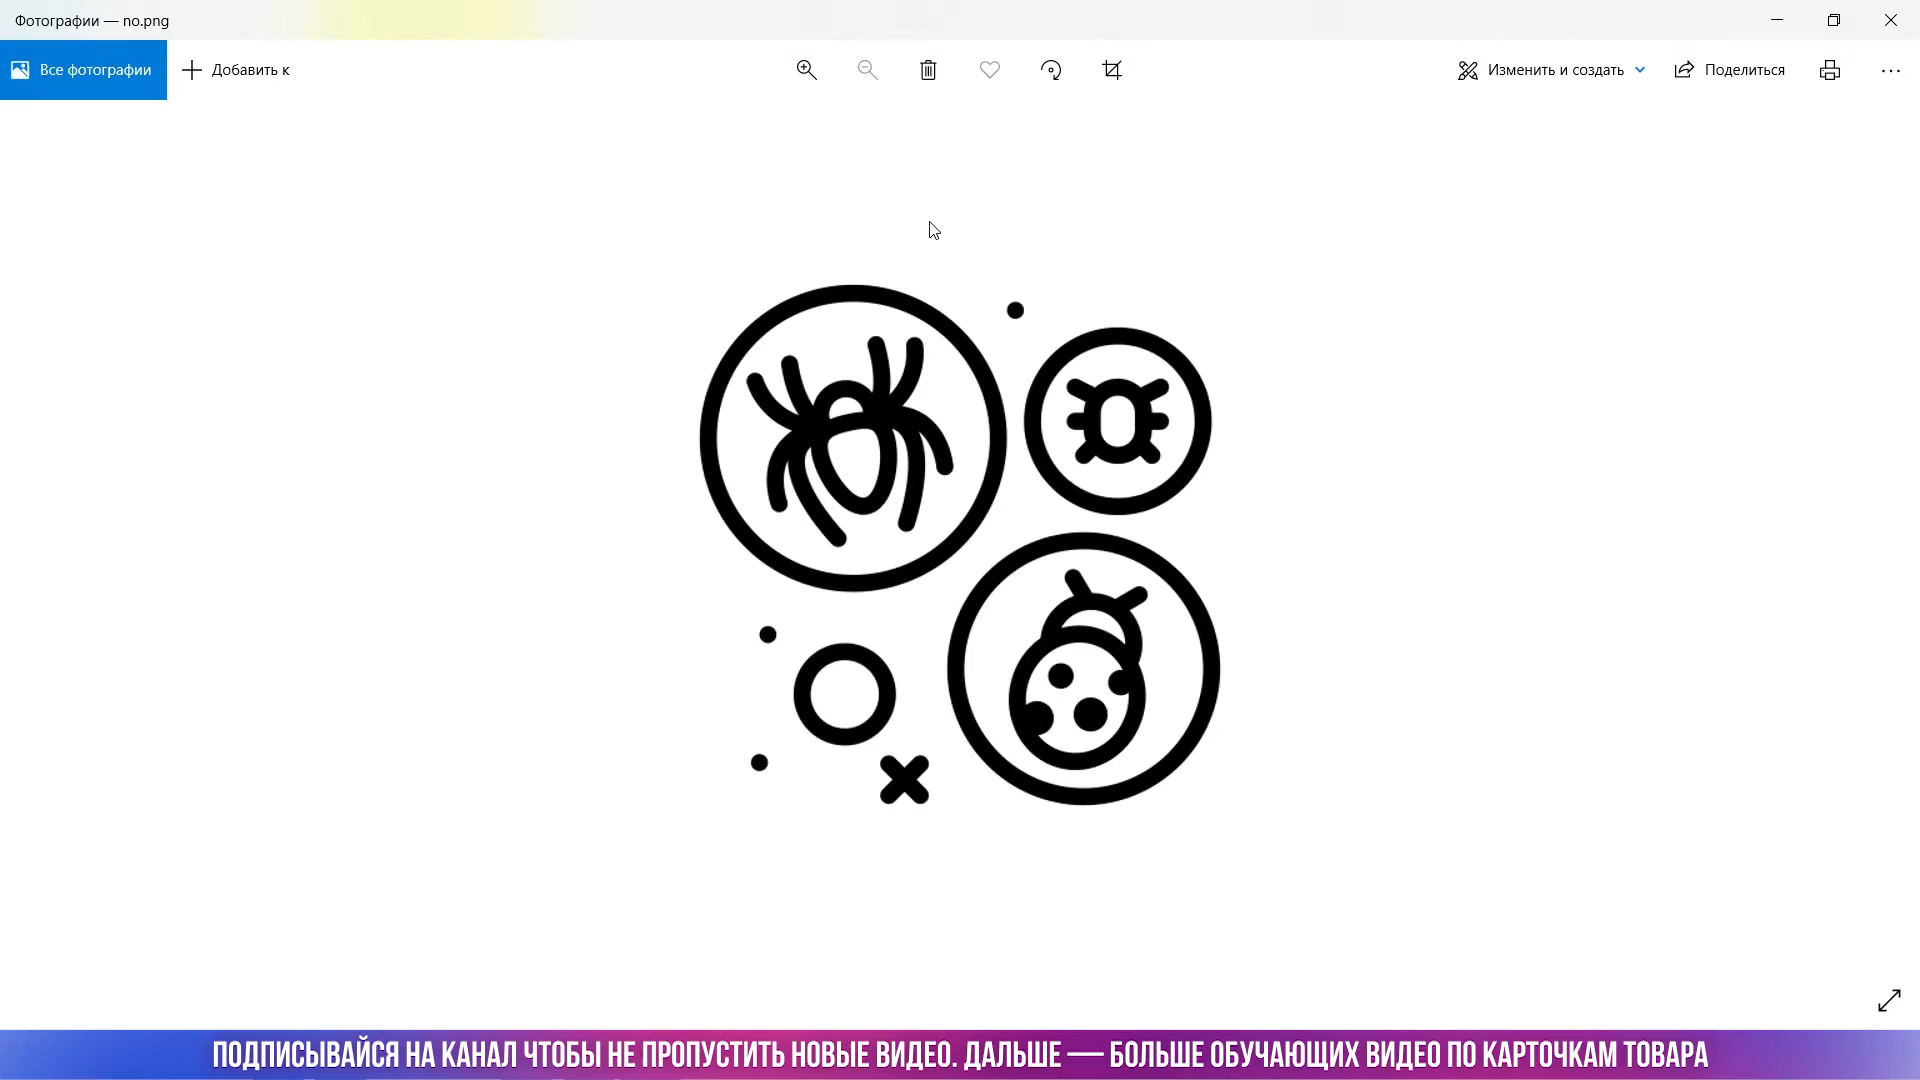 Фотографии — no.png
Все фотографии
Добавить к
Изменить и создать
Поделиться
ПОДПИСЫВАЙСЯ НА КАНАЛ ЧТОБЫ НЕ ПРОПУСТИТЬ НОВЫЕ ВИДЕО. ДАЛЬШЕ — БОЛЬШЕ ОБУЧАЮЩИХ ВИДЕО ПО КАРТОЧКАМ ТОВАРА